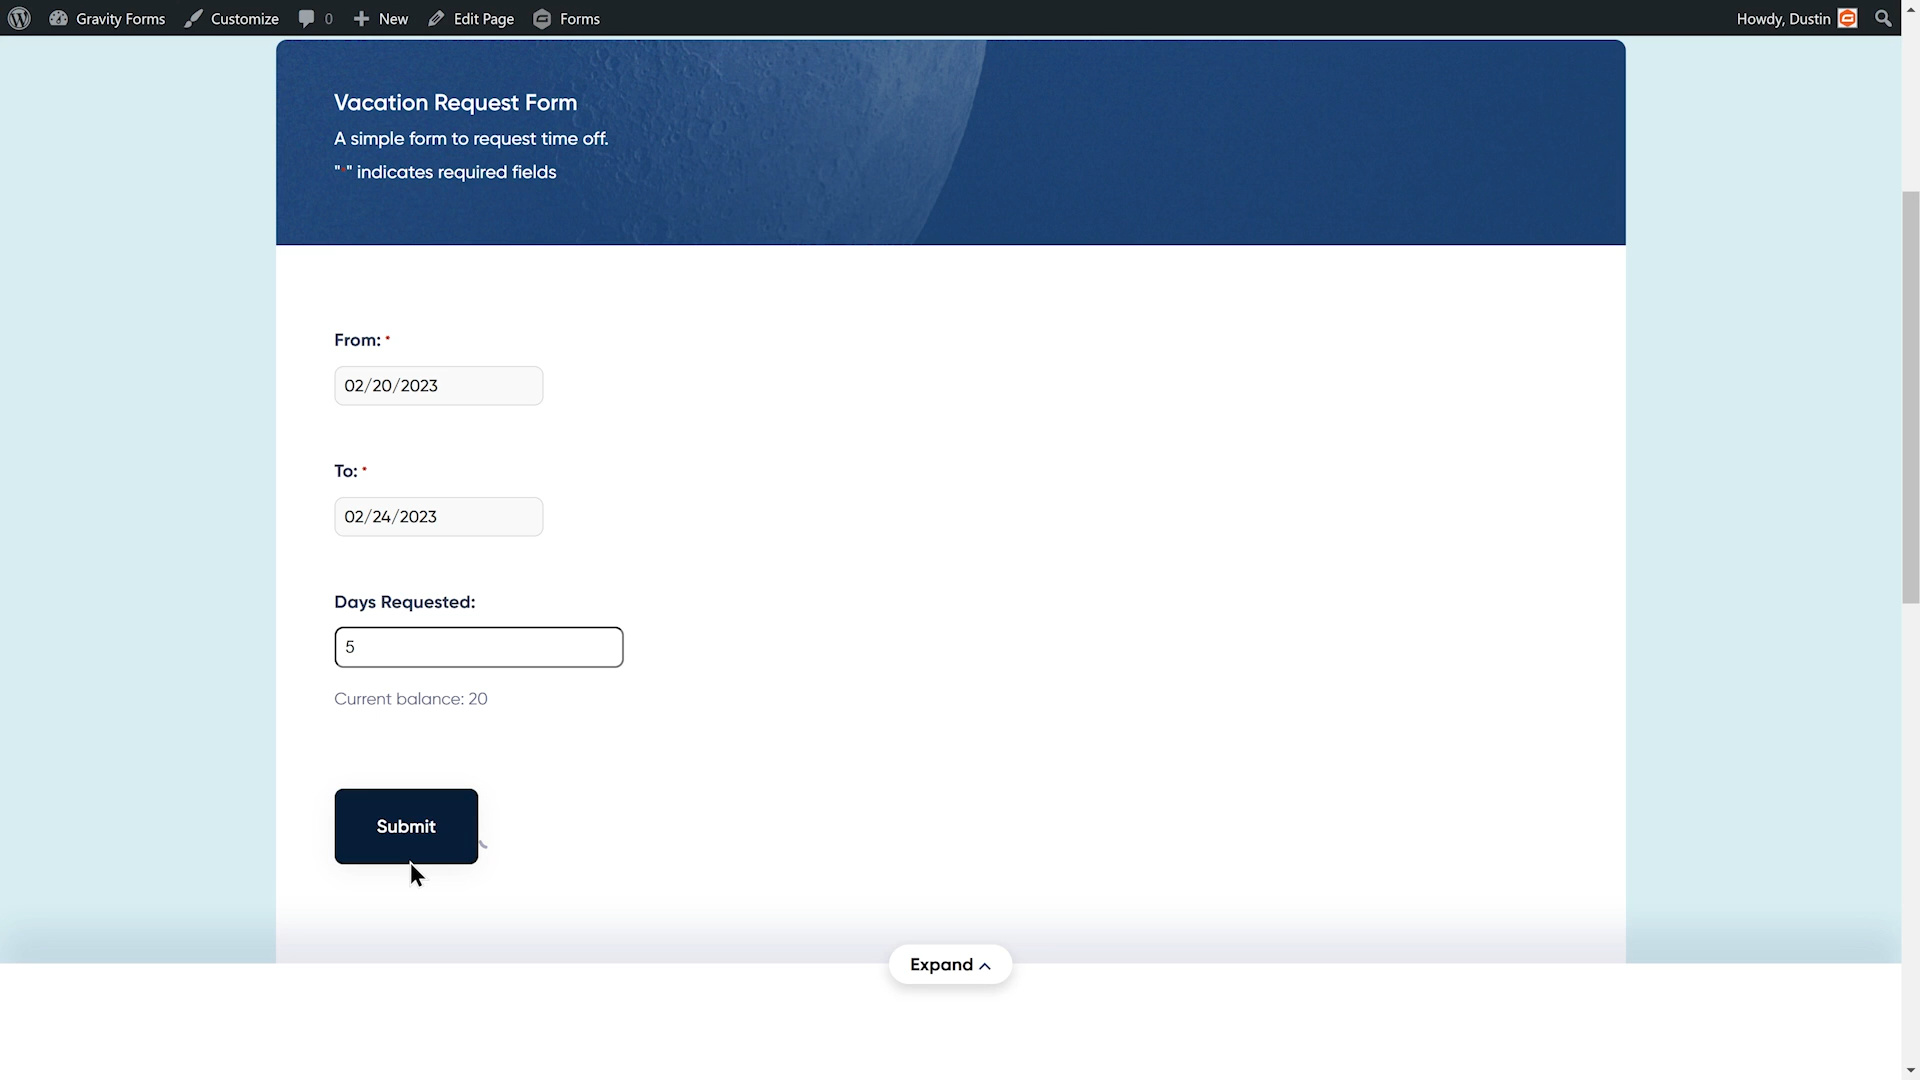 Gravity Forms Customize 0 New Edit Page Forms Howdy, Dustin
Vacation Request Form
A simple form to request time off.
"*" indicates required fields
From: *
02/20/2023
To: *
02/24/2023
Days Requested:
5
Current balance: 20
Submit
Expand